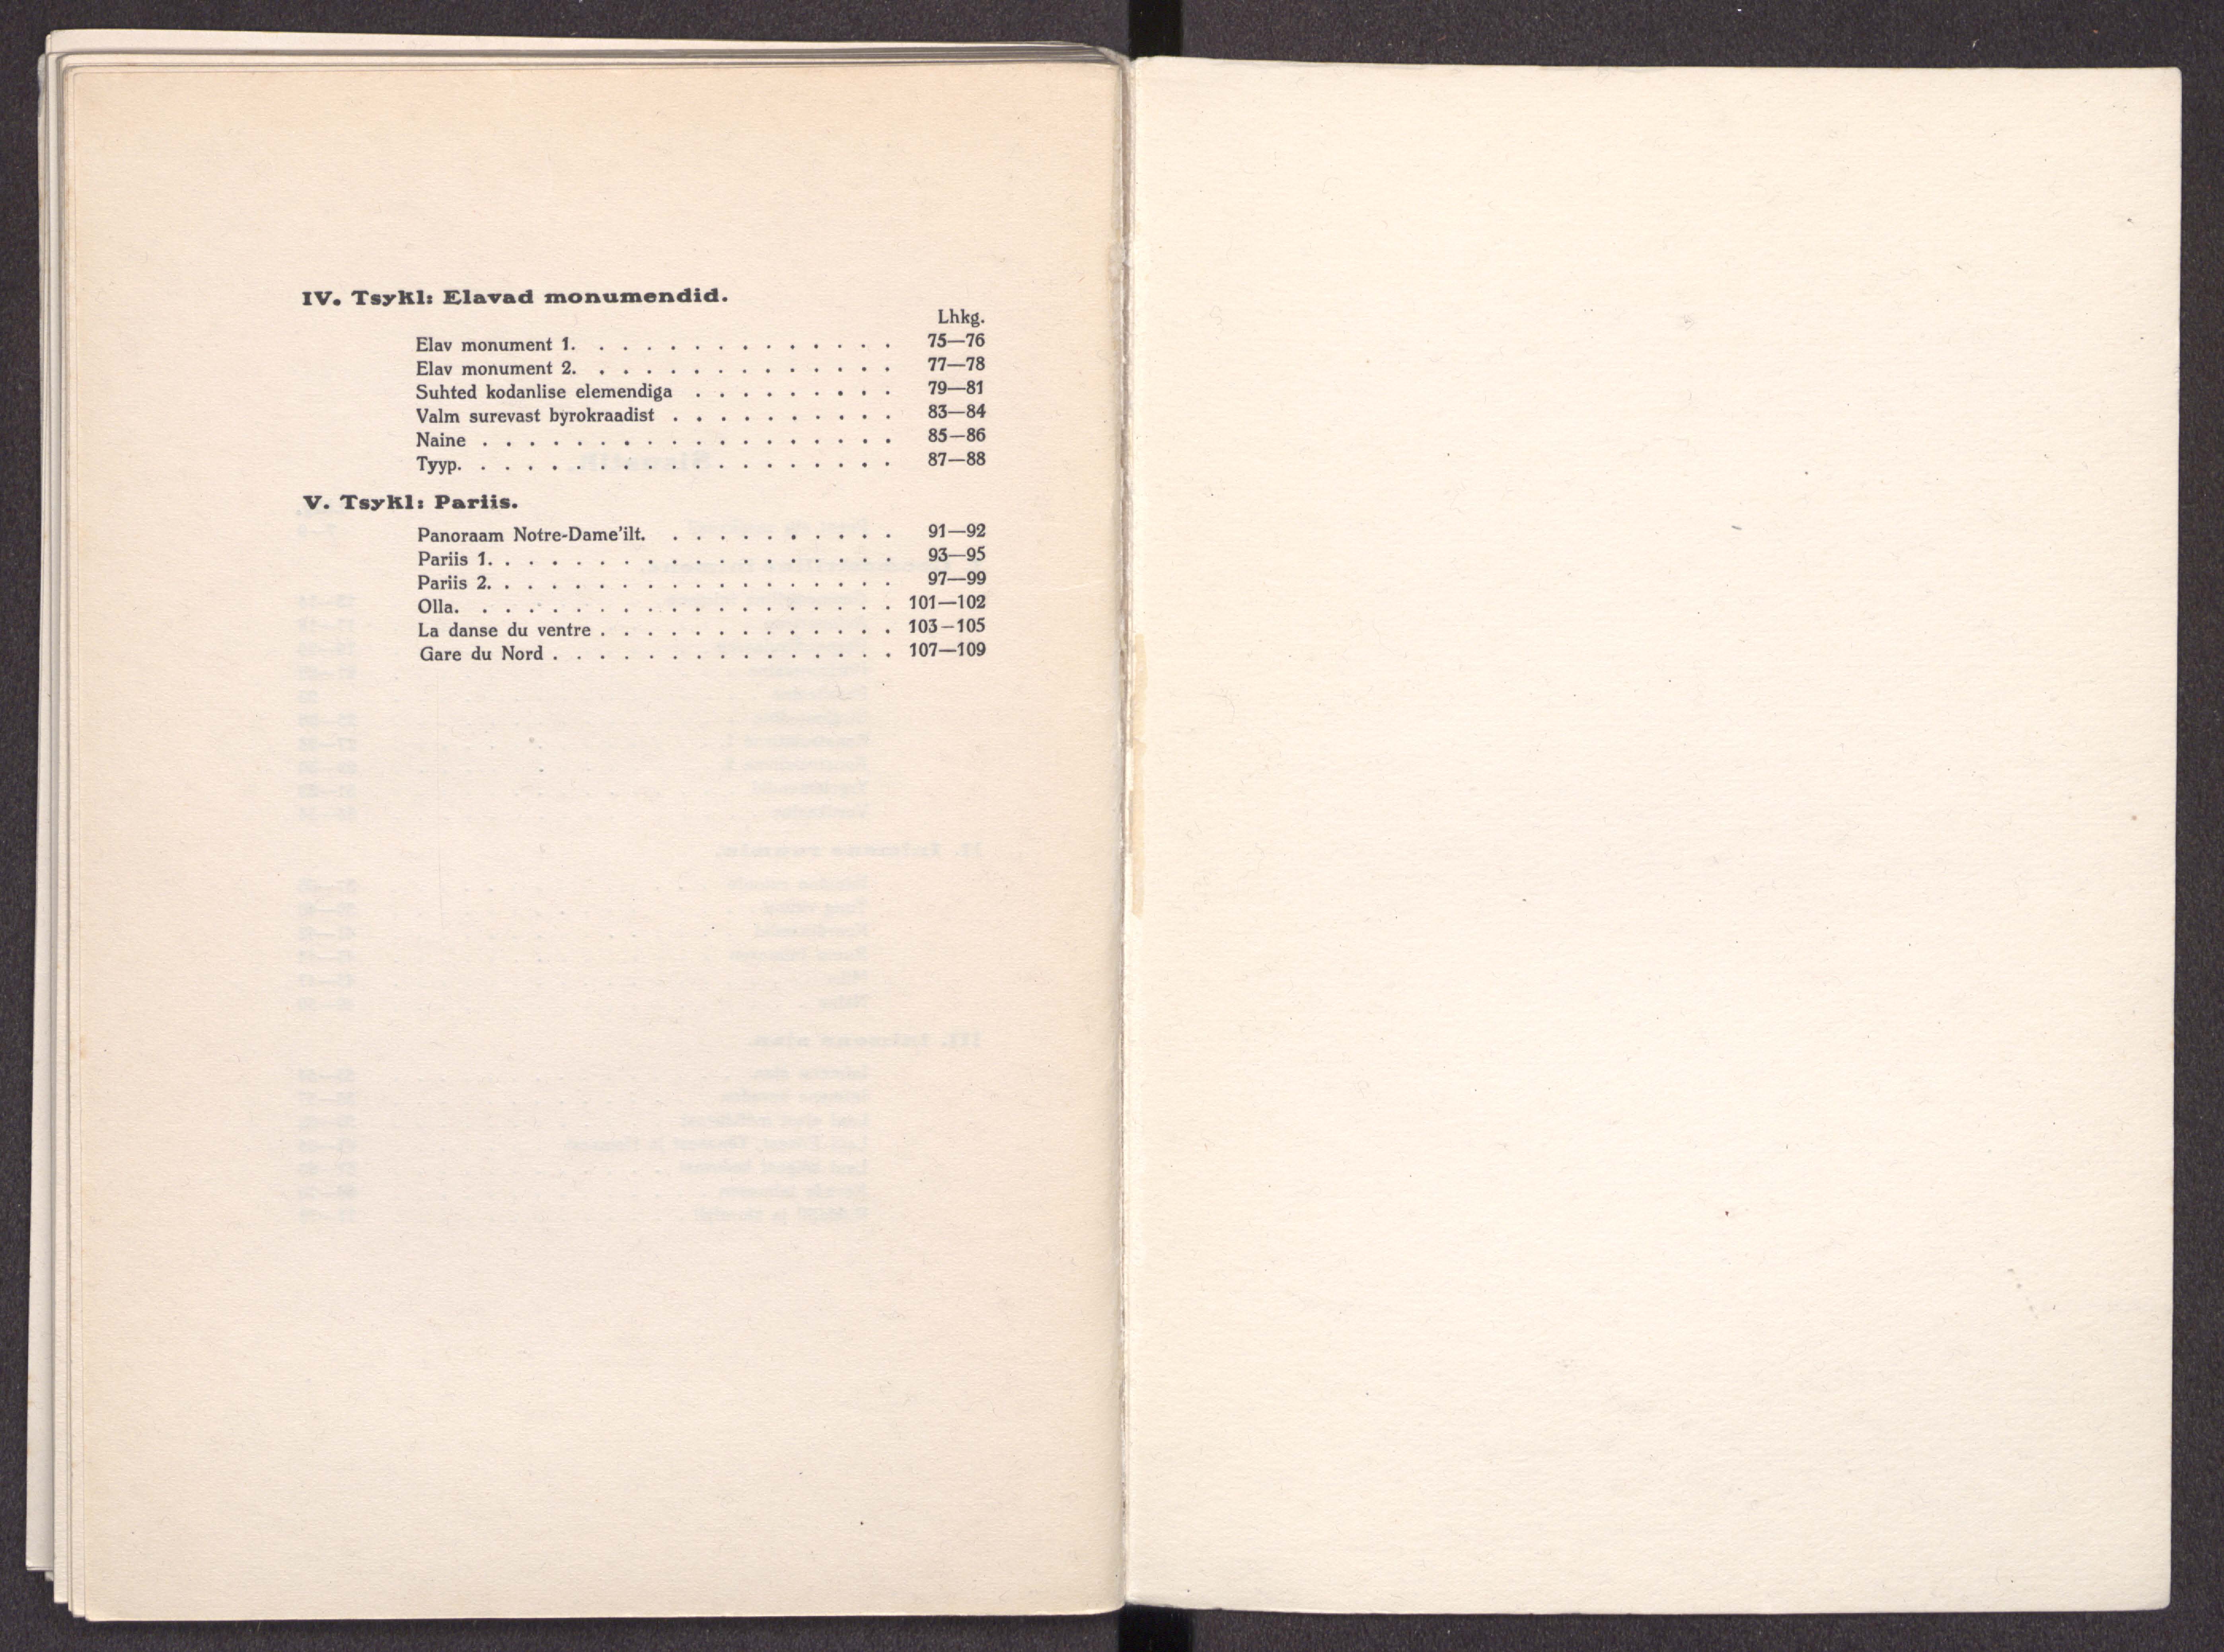 IV. Tsykl: Elavad monumendid.
Lhkg.
Elav monument 1. . . . . . . . . . . . . . 75—76
Elav monument 2. . . . . . . . . . . . . . 77—78
Suhted kodanlise elemendiga . . . . . . . . . 79—81
Valm surevast byrokraadist . . . . . . . . . . 83—84
Naine . . . . . . . . . . . . . . . . . . 85—86
Tyyp. . . . . . . . . . . . . . . . . . . 87—88
V. Tsykl: Pariis.
Panoraam Notre-Dame'ilt. . . . . . . . . . . 91—92
Pariis 1. . . . . . . . . . . . . . . . . . 93—95
Pariis 2. . . . . . . . . . . . . . . . . . 97—99
Olla. . . . . . . . . . . . . . . . . . . 101—102
La danse du ventre . . . . . . . . . . . . . 103—105
Gare du Nord . . . . . . . . . . . . . . . 107—109